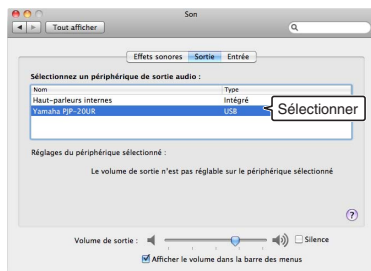 Son
Tout afficher
Effets sonores Sortie Entrée
Sélectionnez un périphérique de sortie audio :
Nom Type
Haut-parleurs internes Intégré
Yamaha PJP-20UR USB
Sélectionner
Réglages du périphérique sélectionné :
Le volume de sortie n'est pas réglable sur le périphérique sélectionné
?
Volume de sortie : Silence
Afficher le volume dans la barre des menus